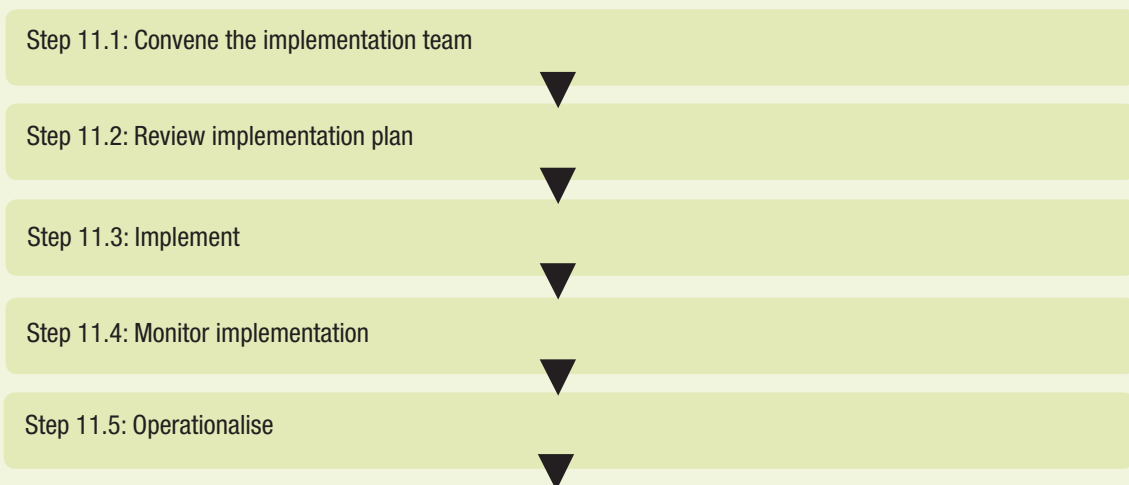 Step 11.1: Convene the implementation team
Step 11.2: Review implementation plan
Step 11.3: Implement
Step 11.4: Monitor implementation
Step 11.5: Operationalise